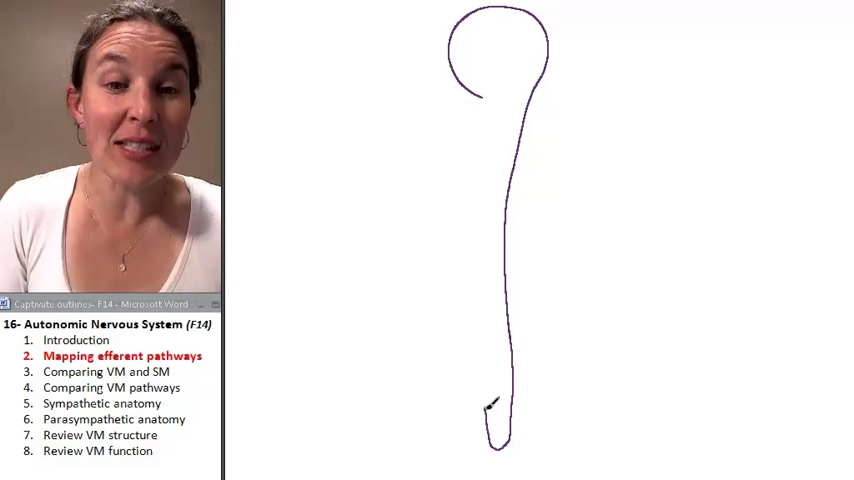 Captivate outlines- F14 - Microsoft Word
16- Autonomic Nervous System (F14)
1. Introduction
2. Mapping efferent pathways
3. Comparing VM and SM
4. Comparing VM pathways
5. Sympathetic anatomy
6. Parasympathetic anatomy
7. Review VM structure
8. Review VM function